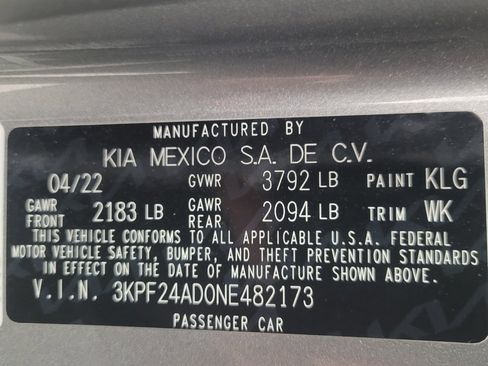 MANUFACTURED BY
KIA MEXICO S.A. DE C.V.
04/22 GVWR 3792 LB PAINT KLG
GAWR FRONT 2183 LB GAWR REAR 2094 LB TRIM WK
THIS VEHICLE CONFORMS TO ALL APPLICABLE U.S.A. FEDERAL
MOTOR VEHICLE SAFETY, BUMPER, AND THEFT PREVENTION STANDARDS
IN EFFECT ON THE DATE OF MANUFACTURE SHOWN ABOVE.
V.I.N. 3KPF24AD0NE482173
PASSENGER CAR